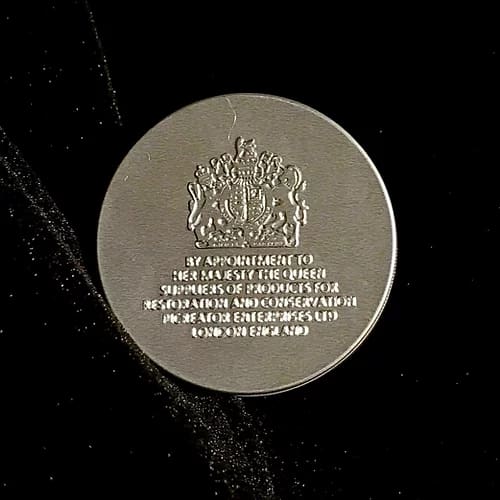 BY APPOINTMENT TO
HER MAJESTY THE QUEEN
SUPPLIERS OF PRODUCTS FOR
RESTORATION AND CONSERVATION
PICREATOR ENTERPRISES LTD
LONDON ENGLAND